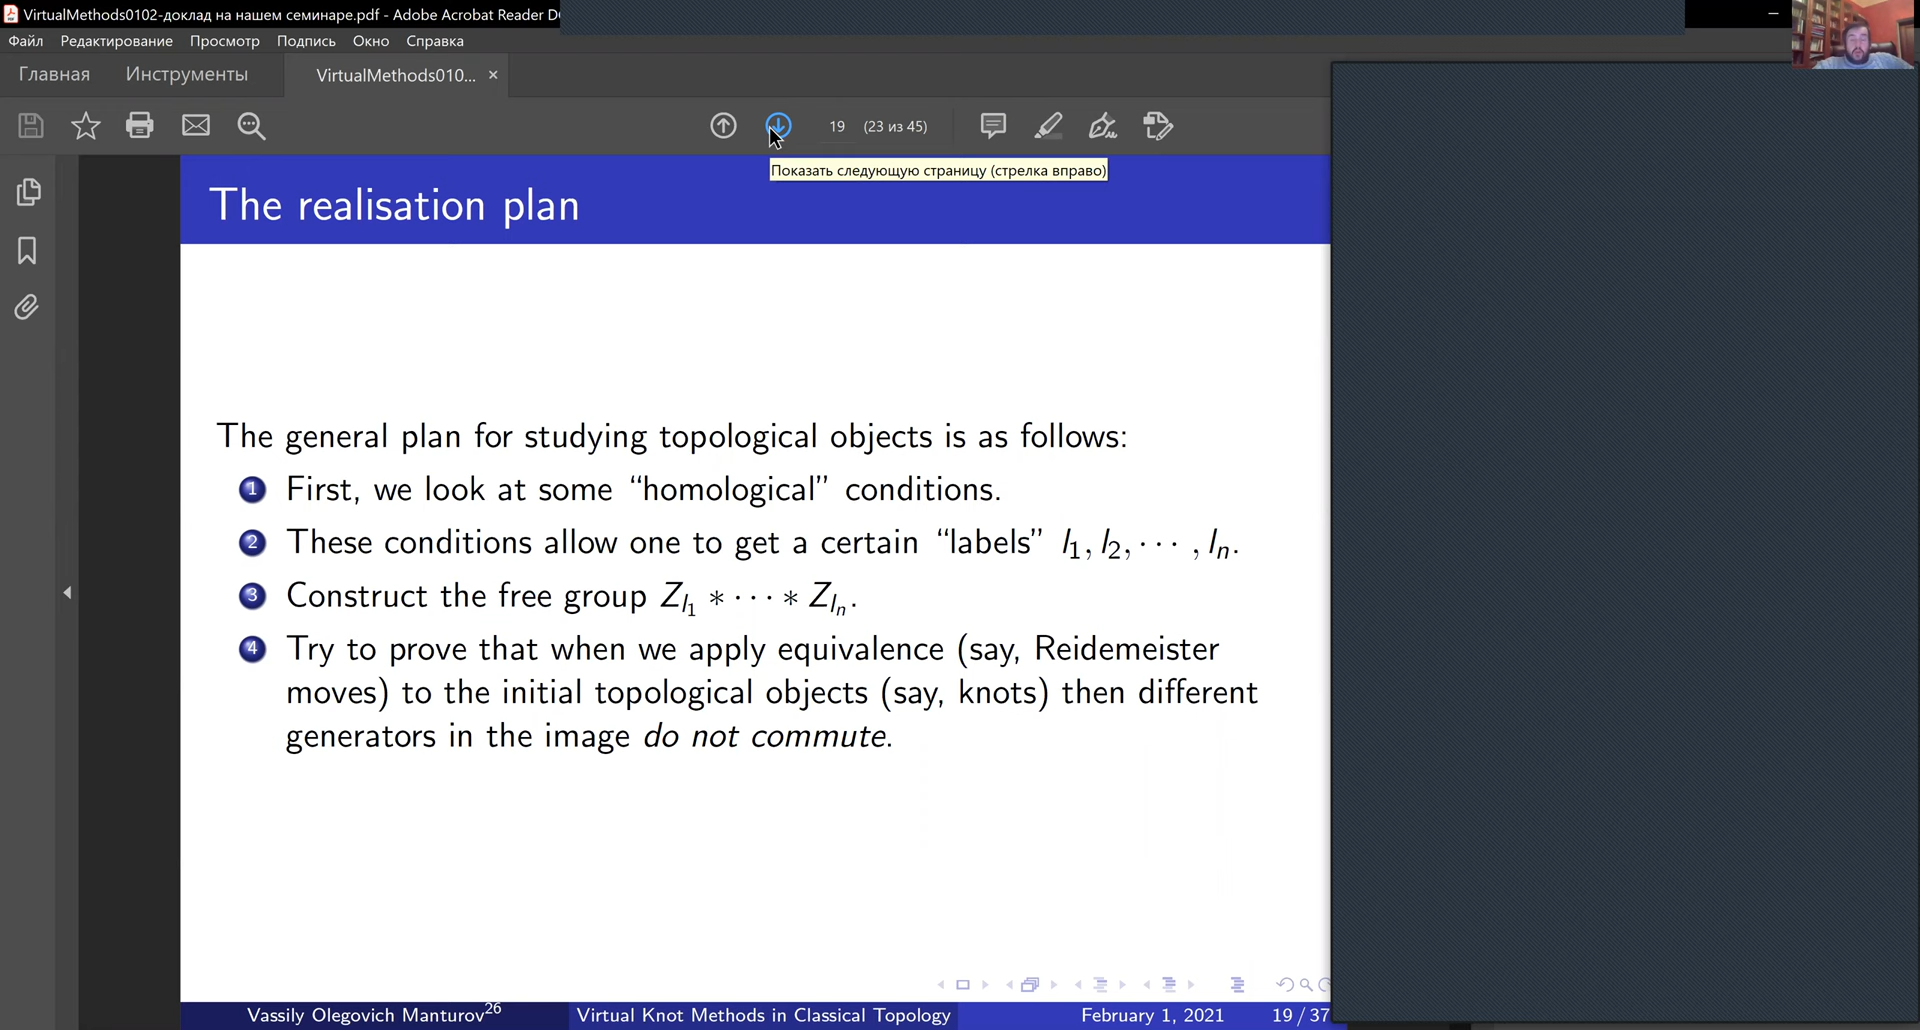 VirtualMethods0102-доклад на нашем семинаре.pdf - Adobe Acrobat Reader D
Файл Редактирование Просмотр Подпись Окно Справка
Главная Инструменты VirtualMethods010... ×
19 (23 из 45)
Показать следующую страницу (стрелка вправо)
The realisation plan
The general plan for studying topological objects is as follows:
1 First, we look at some “homological” conditions.
2 These conditions allow one to get a certain “labels” l₁, l₂, · · · , lₙ.
3 Construct the free group Z_{l₁} ∗ · · · ∗ Z_{lₙ}.
4 Try to prove that when we apply equivalence (say, Reidemeister
moves) to the initial topological objects (say, knots) then different
generators in the image do not commute.
Vassily Olegovich Manturov²⁶ Virtual Knot Methods in Classical Topology February 1, 2021 19 / 37